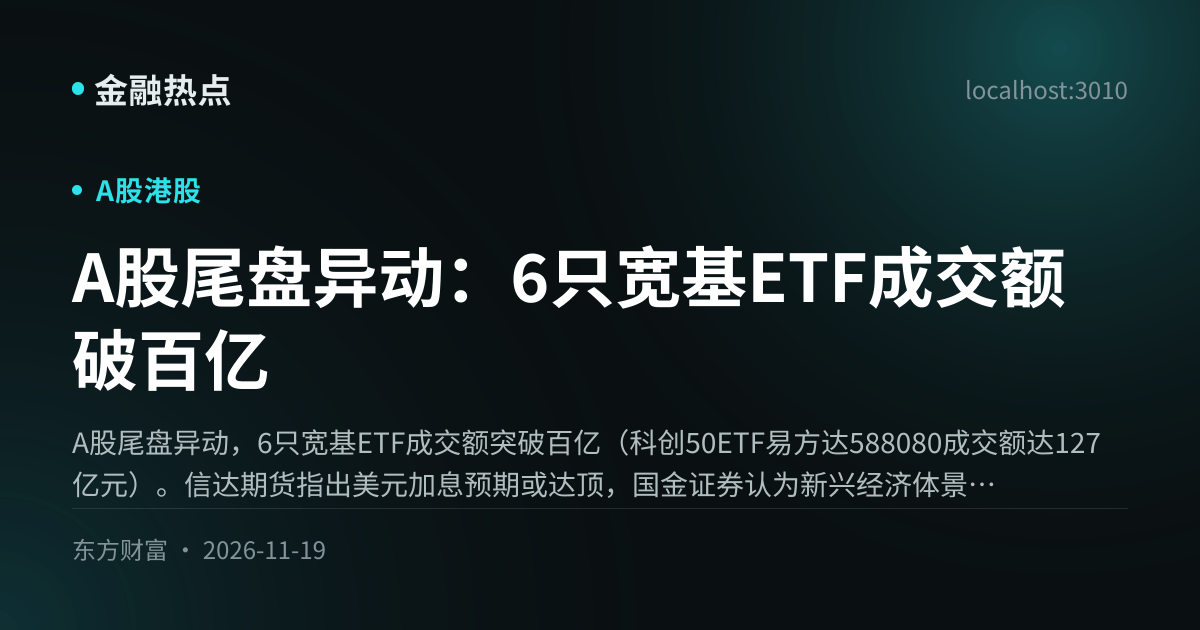 金融热点
localhost:3010
A股港股
A股尾盘异动：6只宽基ETF成交额
破百亿
A股尾盘异动，6只宽基ETF成交额突破百亿（科创50ETF易方达588080成交额达127
亿元）。信达期货指出美元加息预期或达顶，国金证券认为新兴经济体景…
东方财富 · 2026-11-19